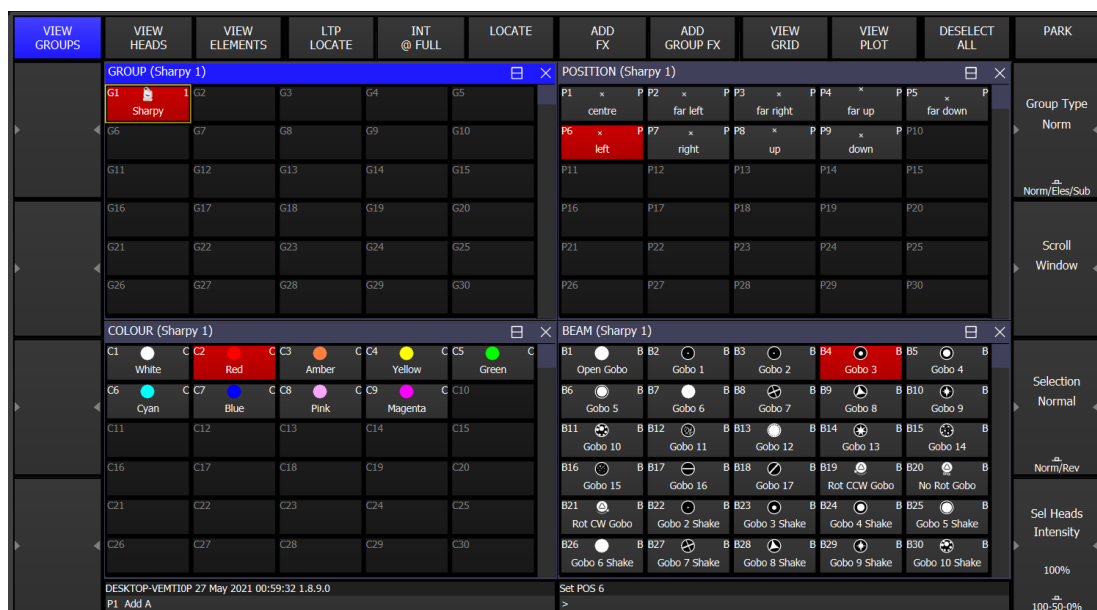 VIEW GROUPS
VIEW HEADS
VIEW ELEMENTS
LTP LOCATE
INT @ FULL
LOCATE
ADD FX
ADD GROUP FX
VIEW GRID
VIEW PLOT
DESELECT ALL
PARK
GROUP (Sharpy 1)
G1 1 G2 G3 G4 G5
Sharpy
G6 G7 G8 G9 G10
G11 G12 G13 G14 G15
G16 G17 G18 G19 G20
G21 G22 G23 G24 G25
G26 G27 G28 G29 G30
POSITION (Sharpy 1)
P1 P P2 P P3 P P4 P P5 P
centre far left far right far up far down
P6 P P7 P P8 P P9 P P10
left right up down
P11 P12 P13 P14 P15
P16 P17 P18 P19 P20
P21 P22 P23 P24 P25
P26 P27 P28 P29 P30
COLOUR (Sharpy 1)
C1 C C2 C C3 C C4 C C5 C
White Red Amber Yellow Green
C6 C C7 C C8 C C9 C C10
Cyan Blue Pink Magenta
C11 C12 C13 C14 C15
C16 C17 C18 C19 C20
C21 C22 C23 C24 C25
C26 C27 C28 C29 C30
BEAM (Sharpy 1)
B1 B B2 B B3 B B4 B B5 B
Open Gobo Gobo 1 Gobo 2 Gobo 3 Gobo 4
B6 B B7 B B8 B B9 B B10 B
Gobo 5 Gobo 6 Gobo 7 Gobo 8 Gobo 9
B11 B B12 B B13 B B14 B B15 B
Gobo 10 Gobo 11 Gobo 12 Gobo 13 Gobo 14
B16 B B17 B B18 B B19 B B20 B
Gobo 15 Gobo 16 Gobo 17 Rot CCW Gobo No Rot Gobo
B21 B B22 B B23 B B24 B B25 B
Rot CW Gobo Gobo 2 Shake Gobo 3 Shake Gobo 4 Shake Gobo 5 Shake
B26 B B27 B B28 B B29 B B30 B
Gobo 6 Shake Gobo 7 Shake Gobo 8 Shake Gobo 9 Shake Gobo 10 Shake
Group Type
Norm
Norm/Eles/Sub
Scroll
Window
Selection
Normal
Norm/Rev
Sel Heads
Intensity
100%
100-50-0%
DESKTOP-VEMTI0P 27 May 2021 00:59:32 1.8.9.0
P1 Add A
Set POS 6
>